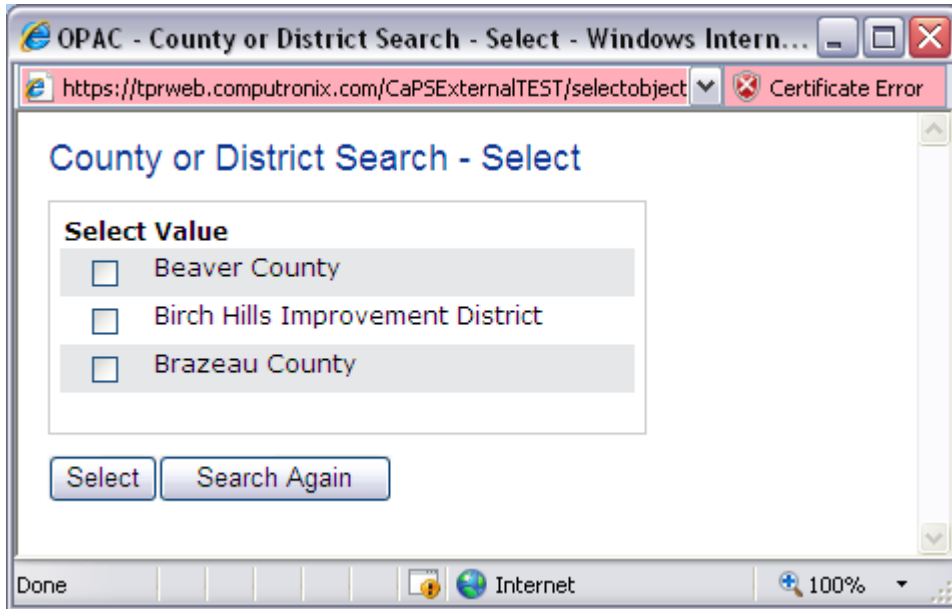 OPAC - County or District Search - Select - Windows Intern...
https://tprweb.computronix.com/CaPSExternalTEST/selectobject Certificate Error
County or District Search - Select
Select Value
Beaver County
Birch Hills Improvement District
Brazeau County
Select Search Again
Done Internet 100%